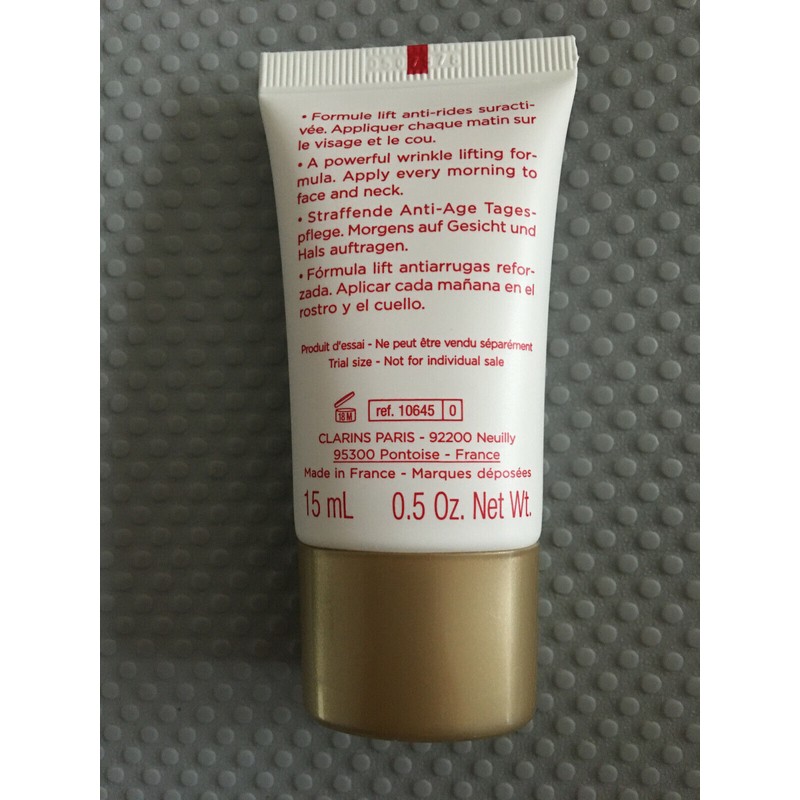 • Formule lift anti-rides suracti-
vée. Appliquer chaque matin sur
le visage et le cou.
• A powerful wrinkle lifting for-
mula. Apply every morning to
face and neck.
• Straffende Anti-Age Tages-
pflege. Morgens auf Gesicht und
Hals auftragen.
• Fórmula lift antiarrugas refor-
zada. Aplicar cada mañana en el
rostro y el cuello.
Produit d'essai - Ne peut être vendu séparément
Trial size - Not for individual sale
18 M ref. 10645 0
CLARINS PARIS - 92200 Neuilly
95300 Pontoise - France
Made in France - Marques déposées
15 mL 0.5 Oz. Net Wt.